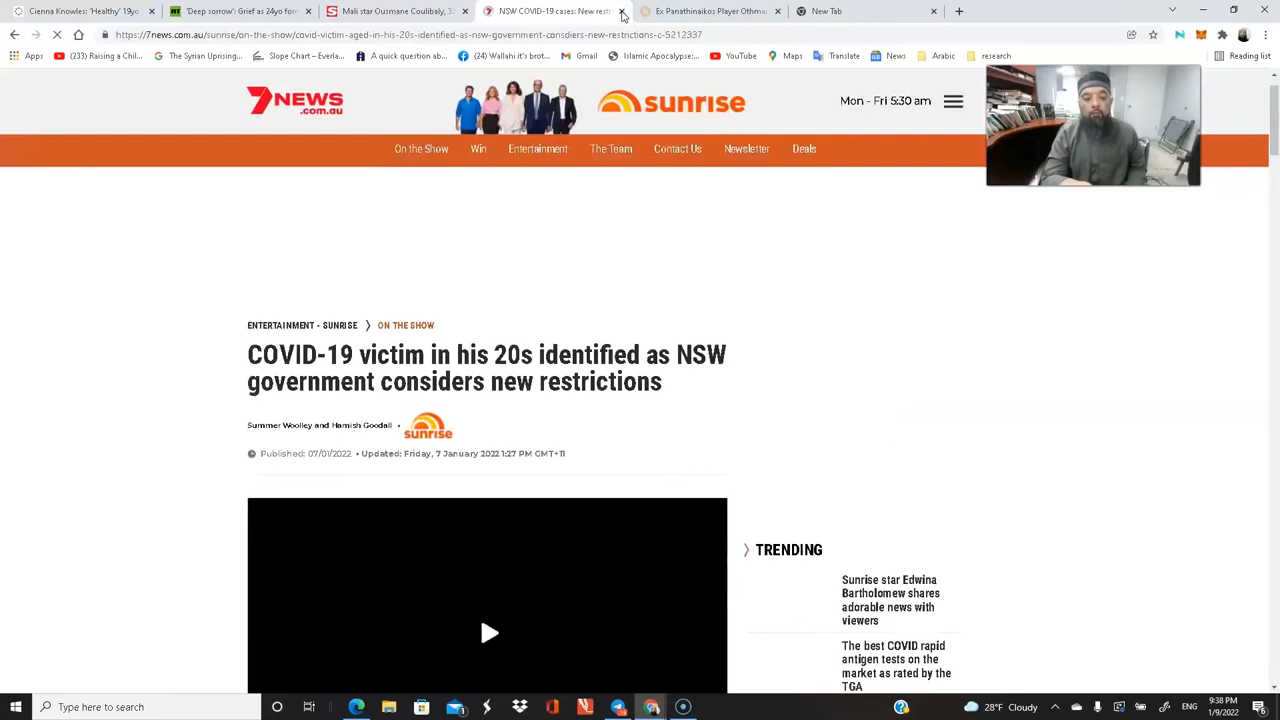 Cienna Knowles: 'Healthy' 19yo
'Deep sorrow': Grief as 24-year-
Mali star Ousmane Coulibaly, 32
NSW COVID-19 cases: New restr
Ex Panathinaikos Player Othman
New Tab
https://7news.com.au/sunrise/on-the-show/covid-victim-aged-in-his-20s-identified-as-nsw-government-consders-new-restrictions-c-5212337
Apps
(233) Raising a Chil...
The Syrian Uprising...
Slope Chart – Everla...
A quick question ab...
(24) Wallahi it's brot...
Gmail
Islamic Apocalypse:...
YouTube
Maps
Translate
News
Arabic
research
Reading list
7NEWS
.com.au
sunrise
Mon - Fri 5:30 am
On the Show
Win
Entertainment
The Team
Contact Us
Newsletter
Deals
ENTERTAINMENT - SUNRISE
ON THE SHOW
COVID-19 victim in his 20s identified as NSW
government considers new restrictions
Summer Woolley and Hamish Goodall •
sunrise
Published: 07/01/2022 • Updated: Friday, 7 January 2022 1:27 PM GMT+11
TRENDING
Sunrise star Edwina
Bartholomew shares
adorable news with
viewers
The best COVID rapid
antigen tests on the
market as rated by the
TGA
Type here to search
28°F Cloudy
ENG
9:38 PM
1/9/2022